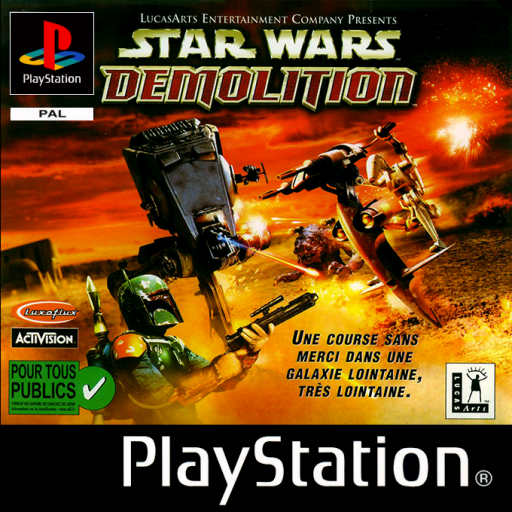 LucasArts Entertainment Company Presents
STAR WARS
DEMOLITION
PlayStation
PAL
Luxoflux
ACTIVISION
UNE COURSE SANS
MERCI DANS UNE
GALAXIE LOINTAINE,
TRÈS LOINTAINE.
POUR TOUS
PUBLICS
LUCAS
Arts
PlayStation®